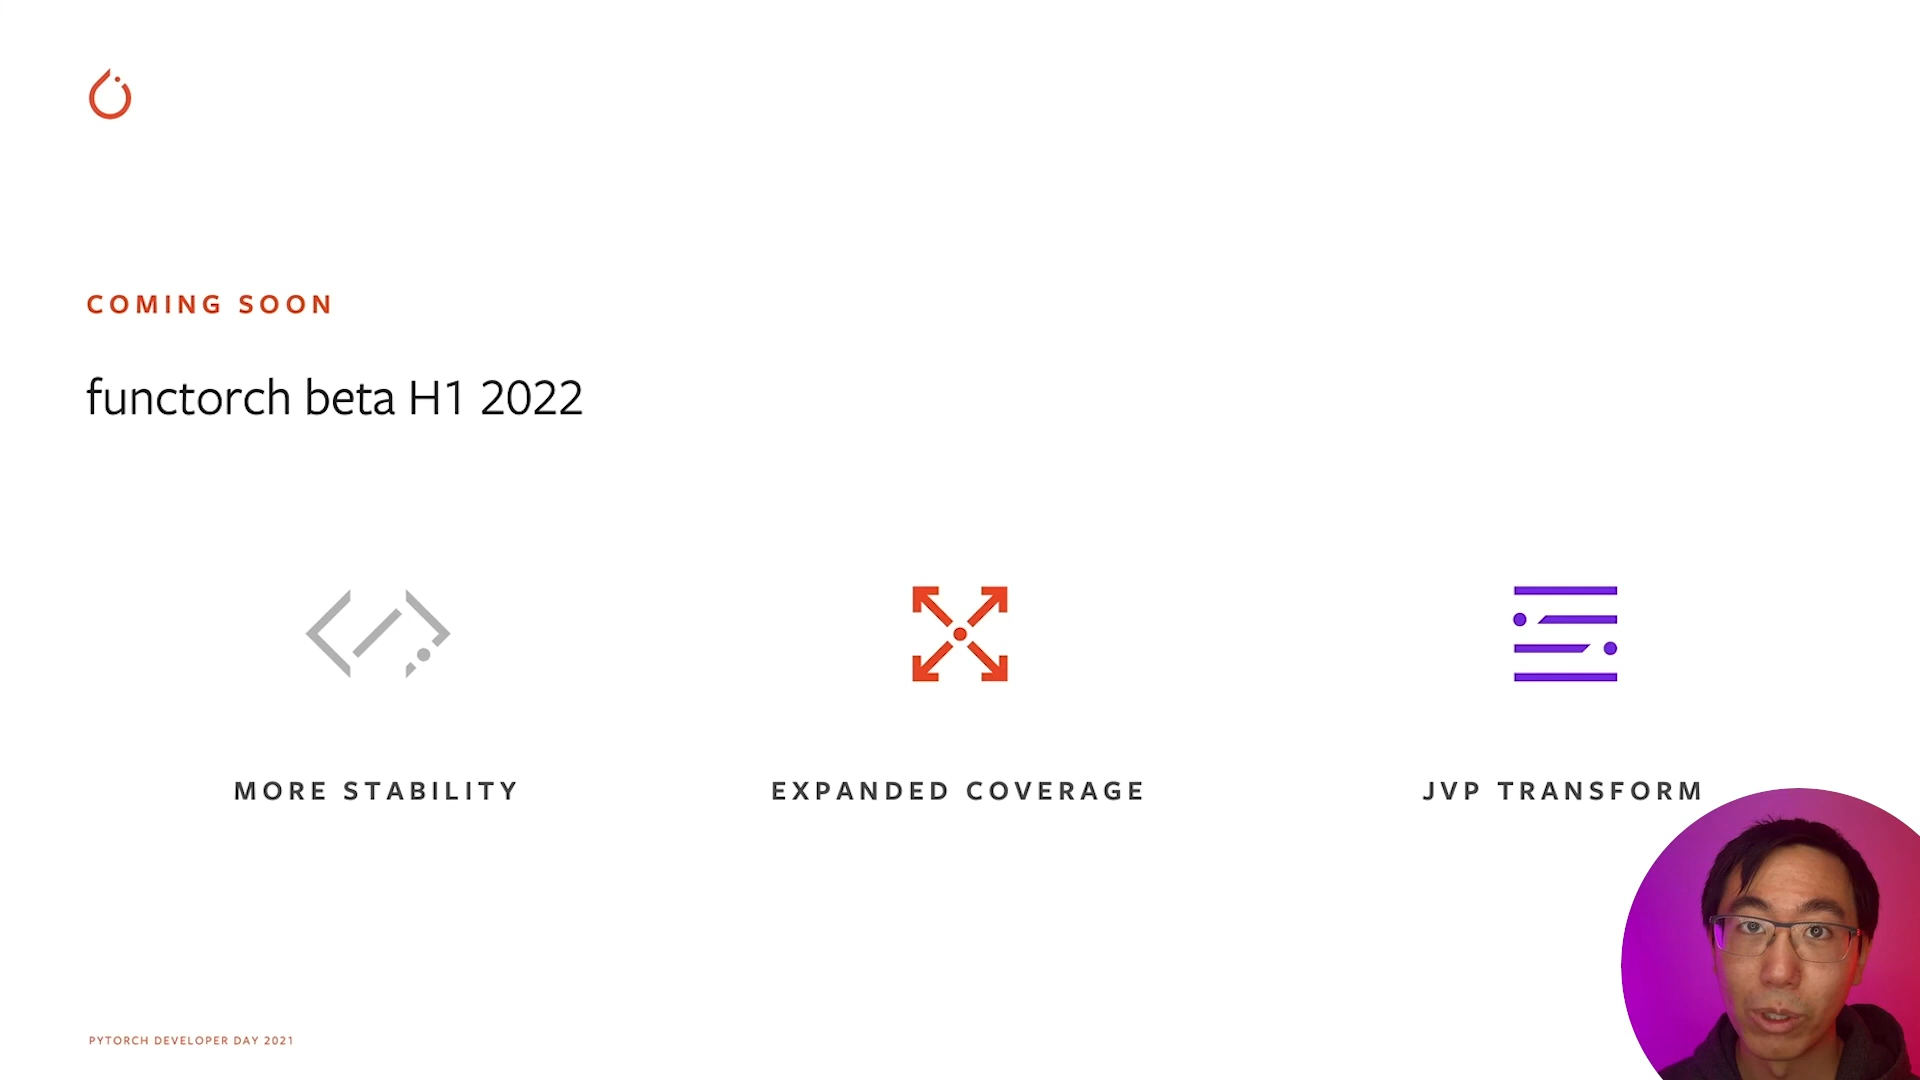 COMING SOON
functorch beta H1 2022
MORE STABILITY
EXPANDED COVERAGE
JVP TRANSFORM
PYTORCH DEVELOPER DAY 2021